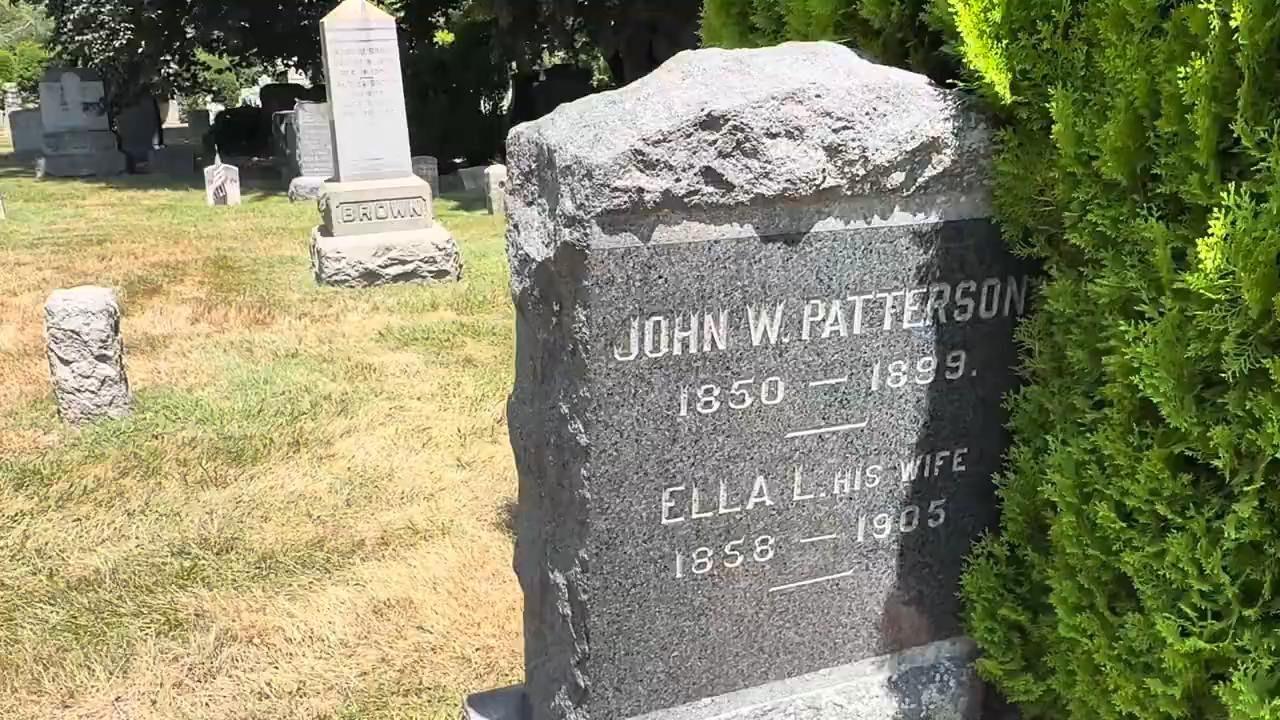 BROWN
JOHN W. PATTERSON
1850 — 1899.
ELLA L. HIS WIFE
1858 — 1905